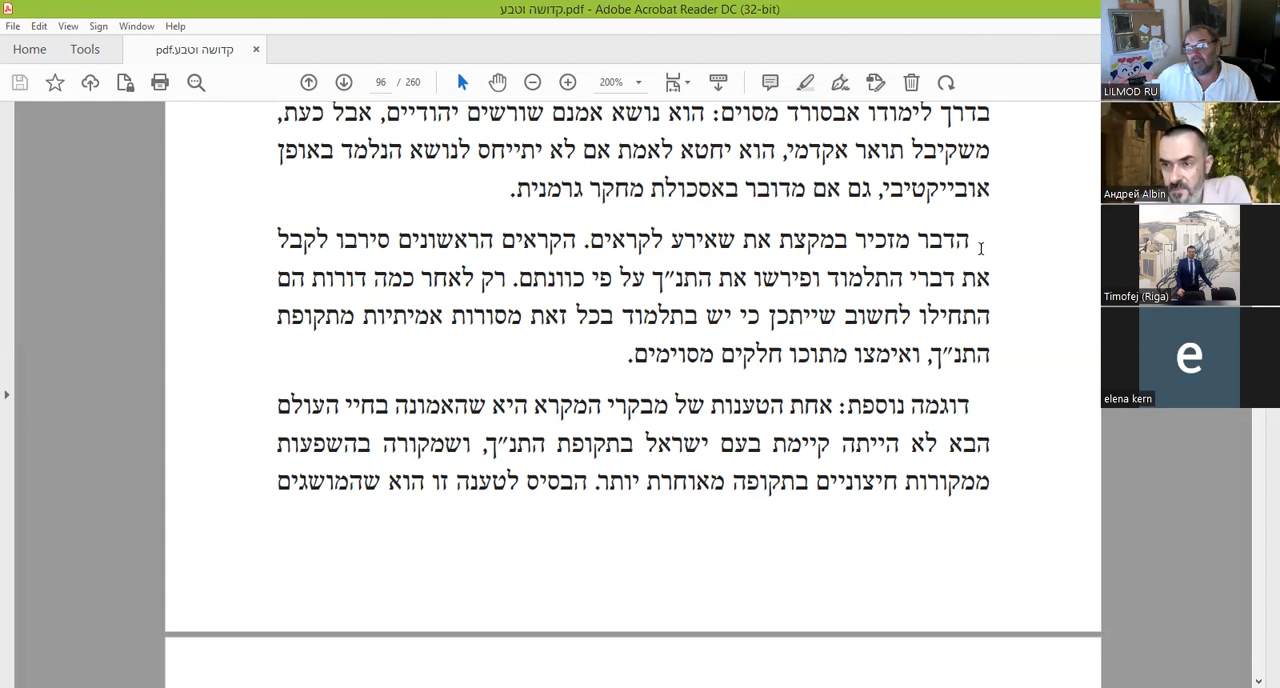 קדושה וטבע.pdf - Adobe Acrobat Reader DC (32-bit)
File Edit View Sign Window Help
Home Tools קדושה וטבע.pdf ×
96 / 260 200%
בדרך לימודו אבסורד מסוים: הוא נושא אמנם שורשים יהודיים, אבל כעת,
משקיבל תואר אקדמי, הוא יחטא לאמת אם לא יתייחס לנושא הנלמד באופן
אובייקטיבי, גם אם מדובר באסכולת מחקר גרמנית.
הדבר מזכיר במקצת את שאירע לקראים. הקראים הראשונים סירבו לקבל
את דברי התלמוד ופירשו את התנ״ך על פי כוונתם. רק לאחר כמה דורות הם
התחילו לחשוב שייתכן כי יש בתלמוד בכל זאת מסורות אמיתיות מתקופת
התנ״ך, ואימצו מתוכו חלקים מסוימים.
דוגמה נוספת: אחת הטענות של מבקרי המקרא היא שהאמונה בחיי העולם
הבא לא הייתה קיימת בעם ישראל בתקופת התנ״ך, ושמקורה בהשפעות
ממקורות חיצוניים בתקופה מאוחרת יותר. הבסיס לטענה זו הוא שהמושגים
LILMOD RU
Андрей Albin
Timofej (Riga)
e
elena kern